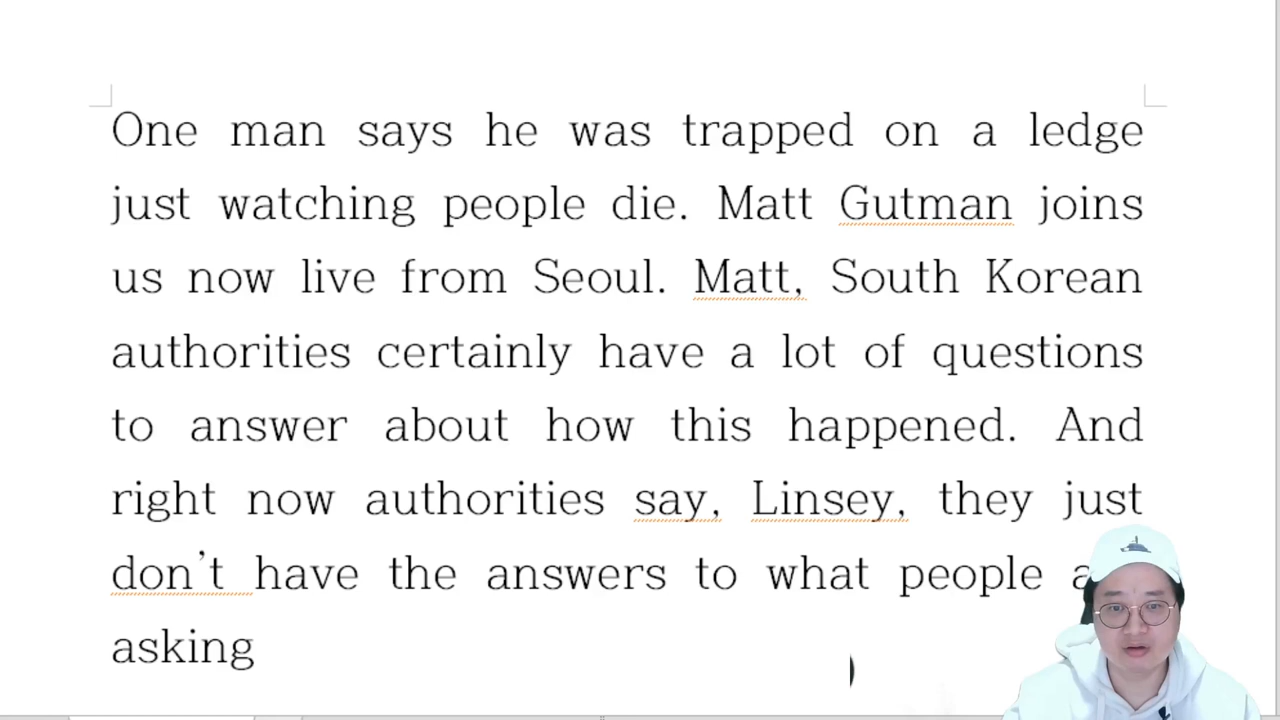 One man says he was trapped on a ledge
just watching people die. Matt Gutman joins
us now live from Seoul. Matt, South Korean
authorities certainly have a lot of questions
to answer about how this happened. And
right now authorities say, Linsey, they just
don't have the answers to what people
asking